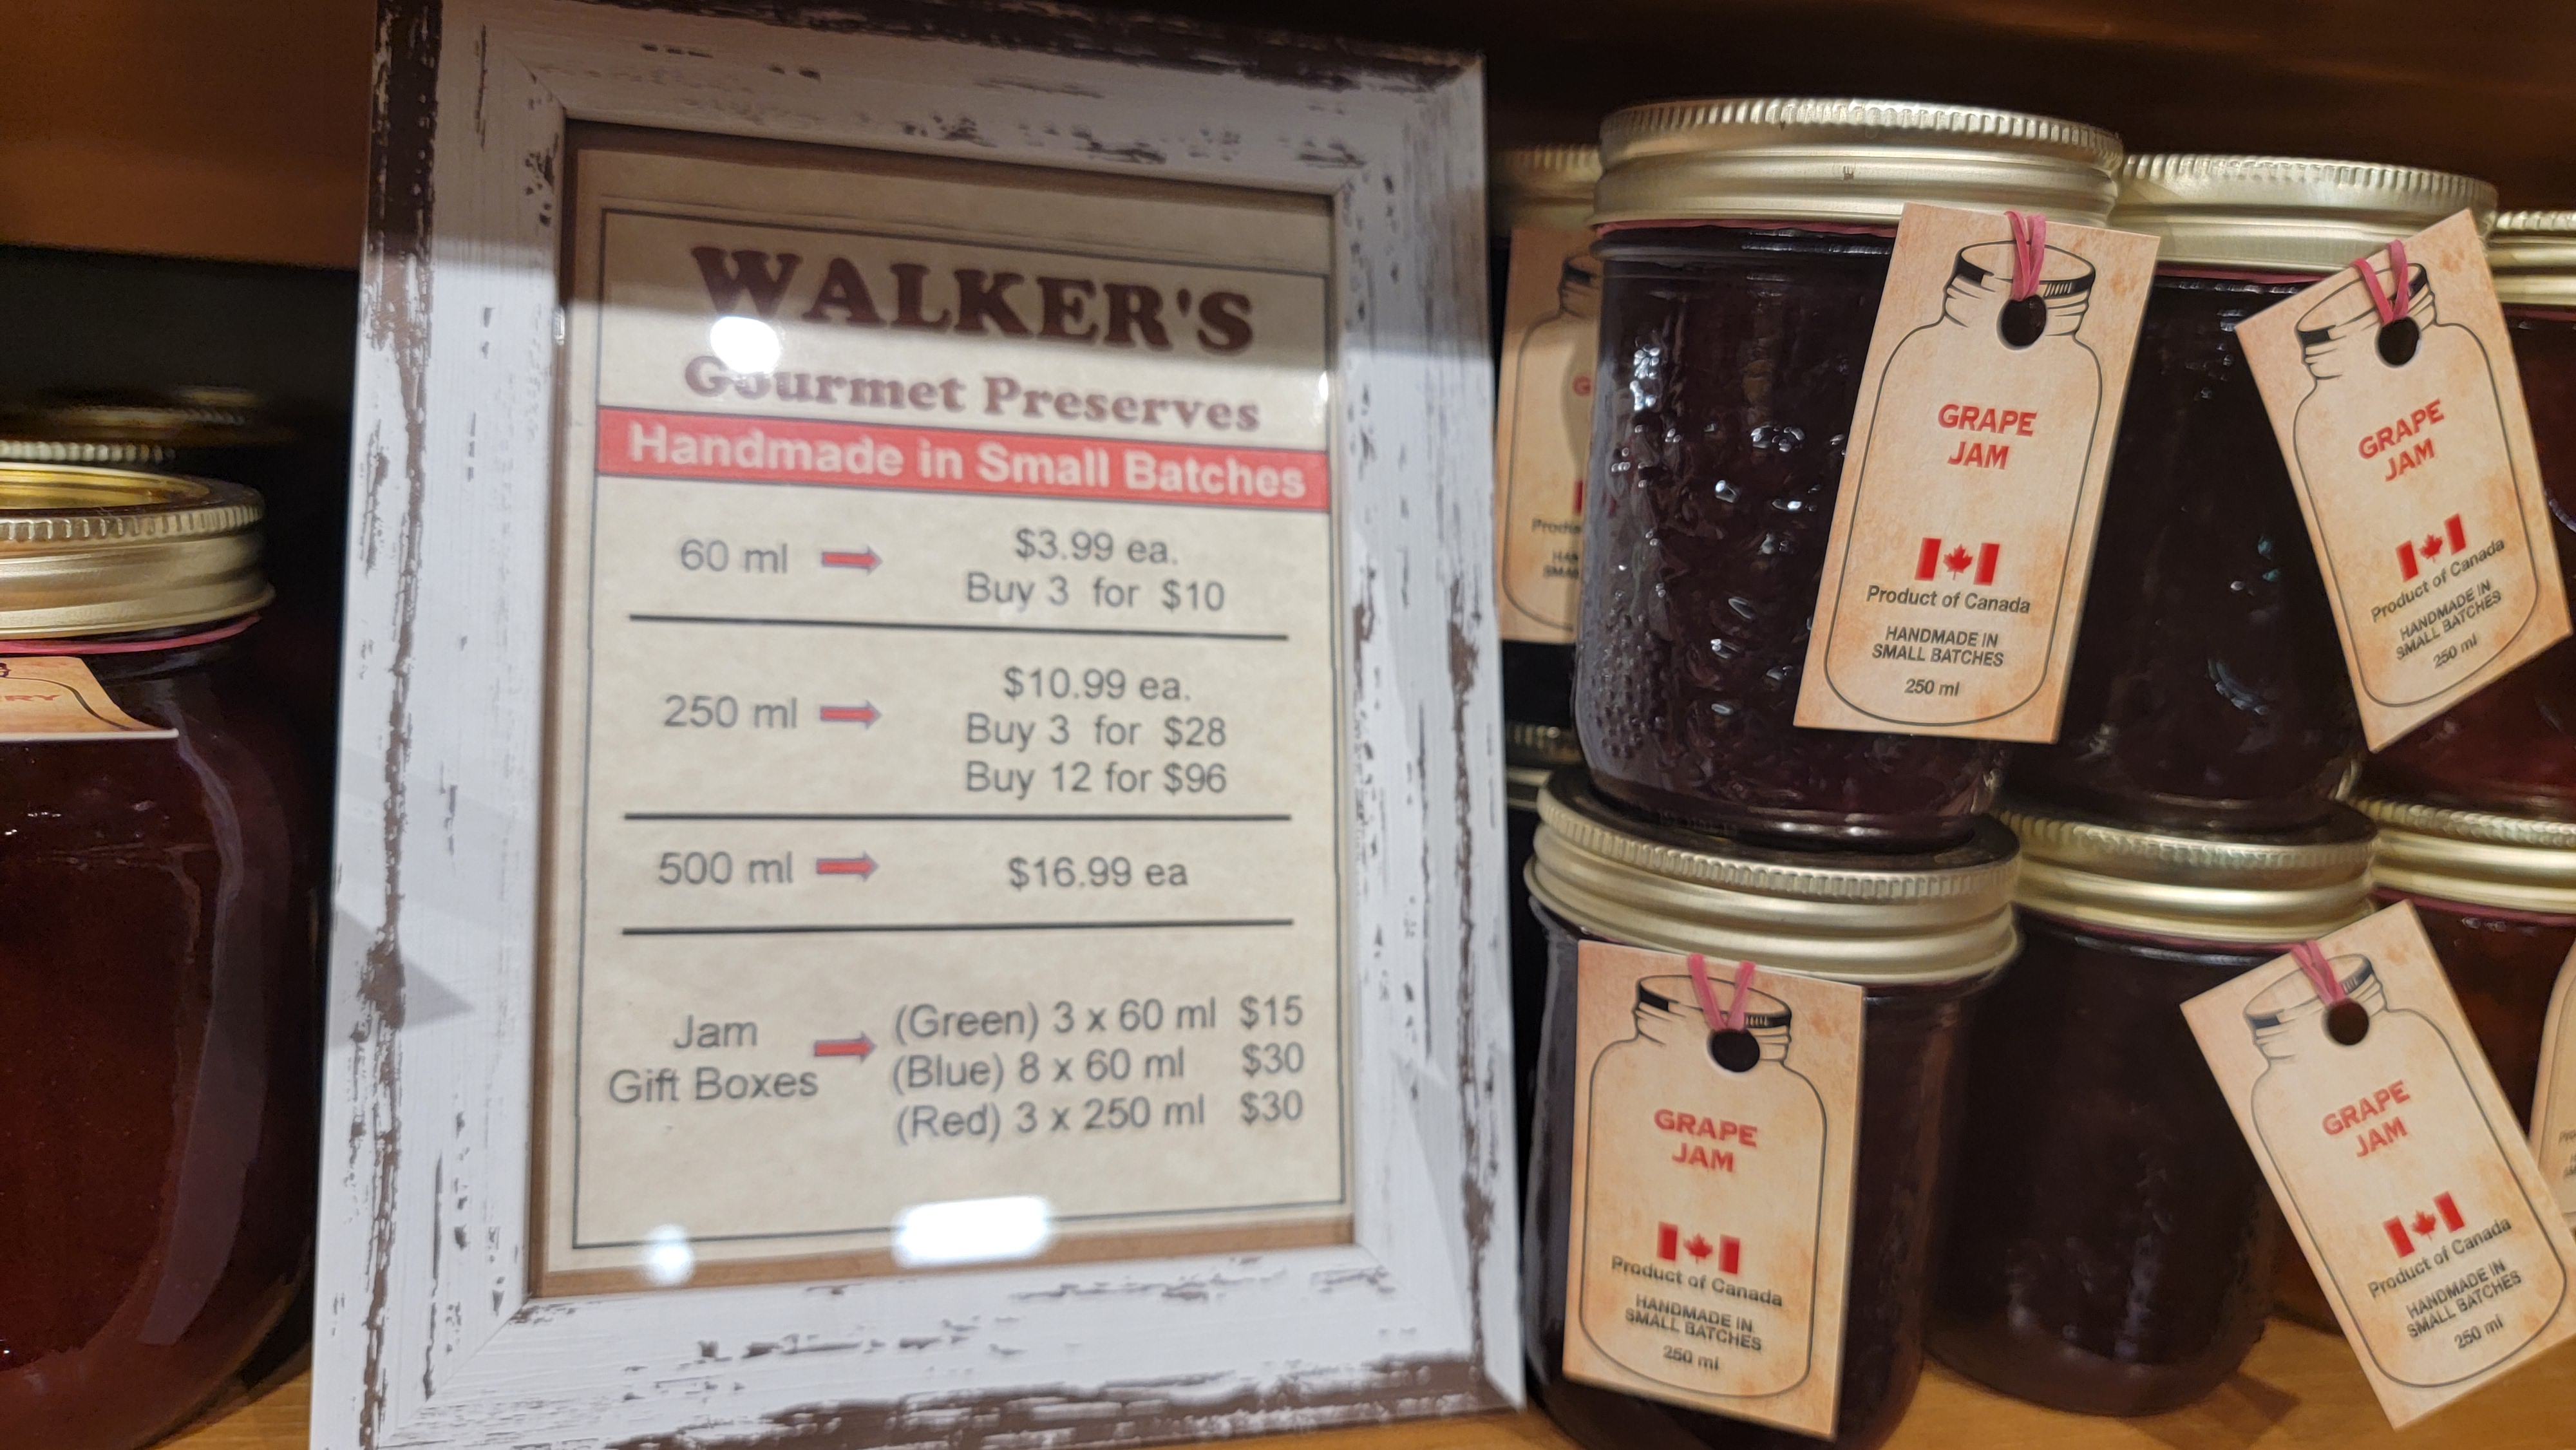 WALKER'S
Gourmet Preserves
Handmade in Small Batches
60 ml $3.99 ea.
Buy 3 for $10
250 ml $10.99 ea.
Buy 3 for $28
Buy 12 for $96
500 ml $16.99 ea
Jam
Gift Boxes
(Green) 3 x 60 ml $15
(Blue) 8 x 60 ml $30
(Red) 3 x 250 ml $30
GRAPE
JAM
Product of Canada
HANDMADE IN
SMALL BATCHES
250 ml
GRAPE
JAM
Product of Canada
HANDMADE IN
SMALL BATCHES
250 ml
GRAPE
JAM
Product of Canada
HANDMADE IN
SMALL BATCHES
250 ml
GRAPE
JAM
Product of Canada
HANDMADE IN
SMALL BATCHES
250 ml